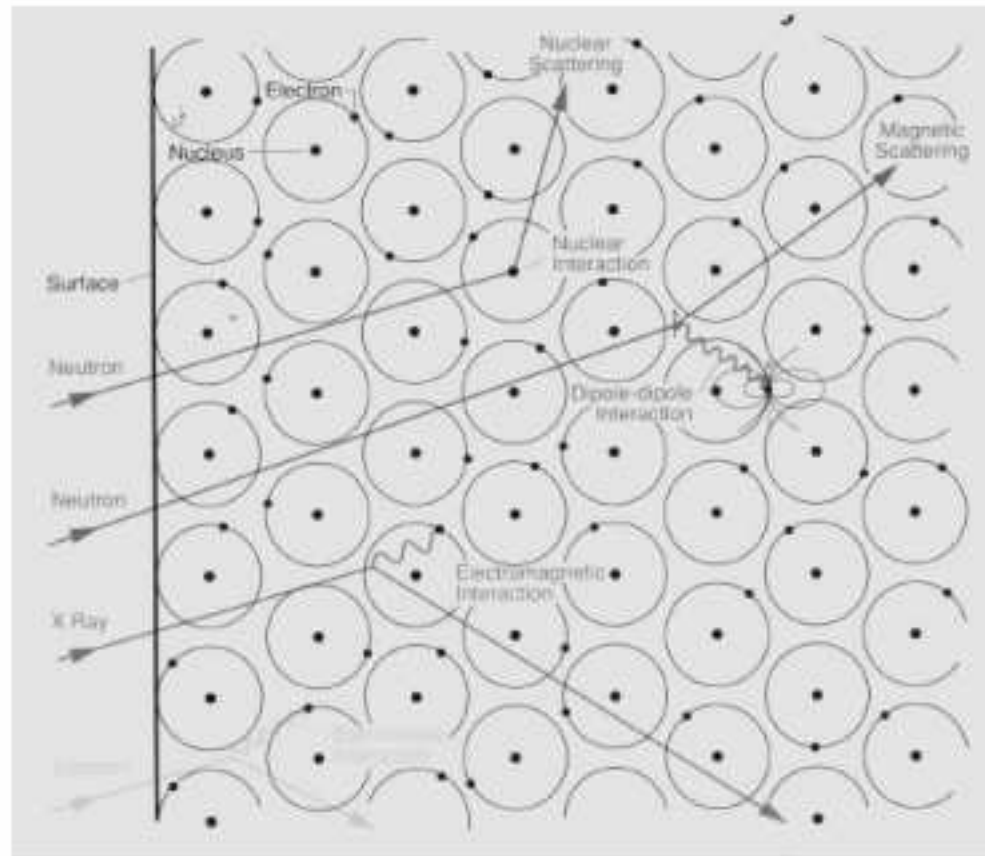 Nuclear
Scattering
Electron
Magnetic
Scattering
Nucleus
Nuclear
Interaction
Surface
Neutron
Dipole-dipole
Interaction
Neutron
Electromagnetic
Interaction
X Ray